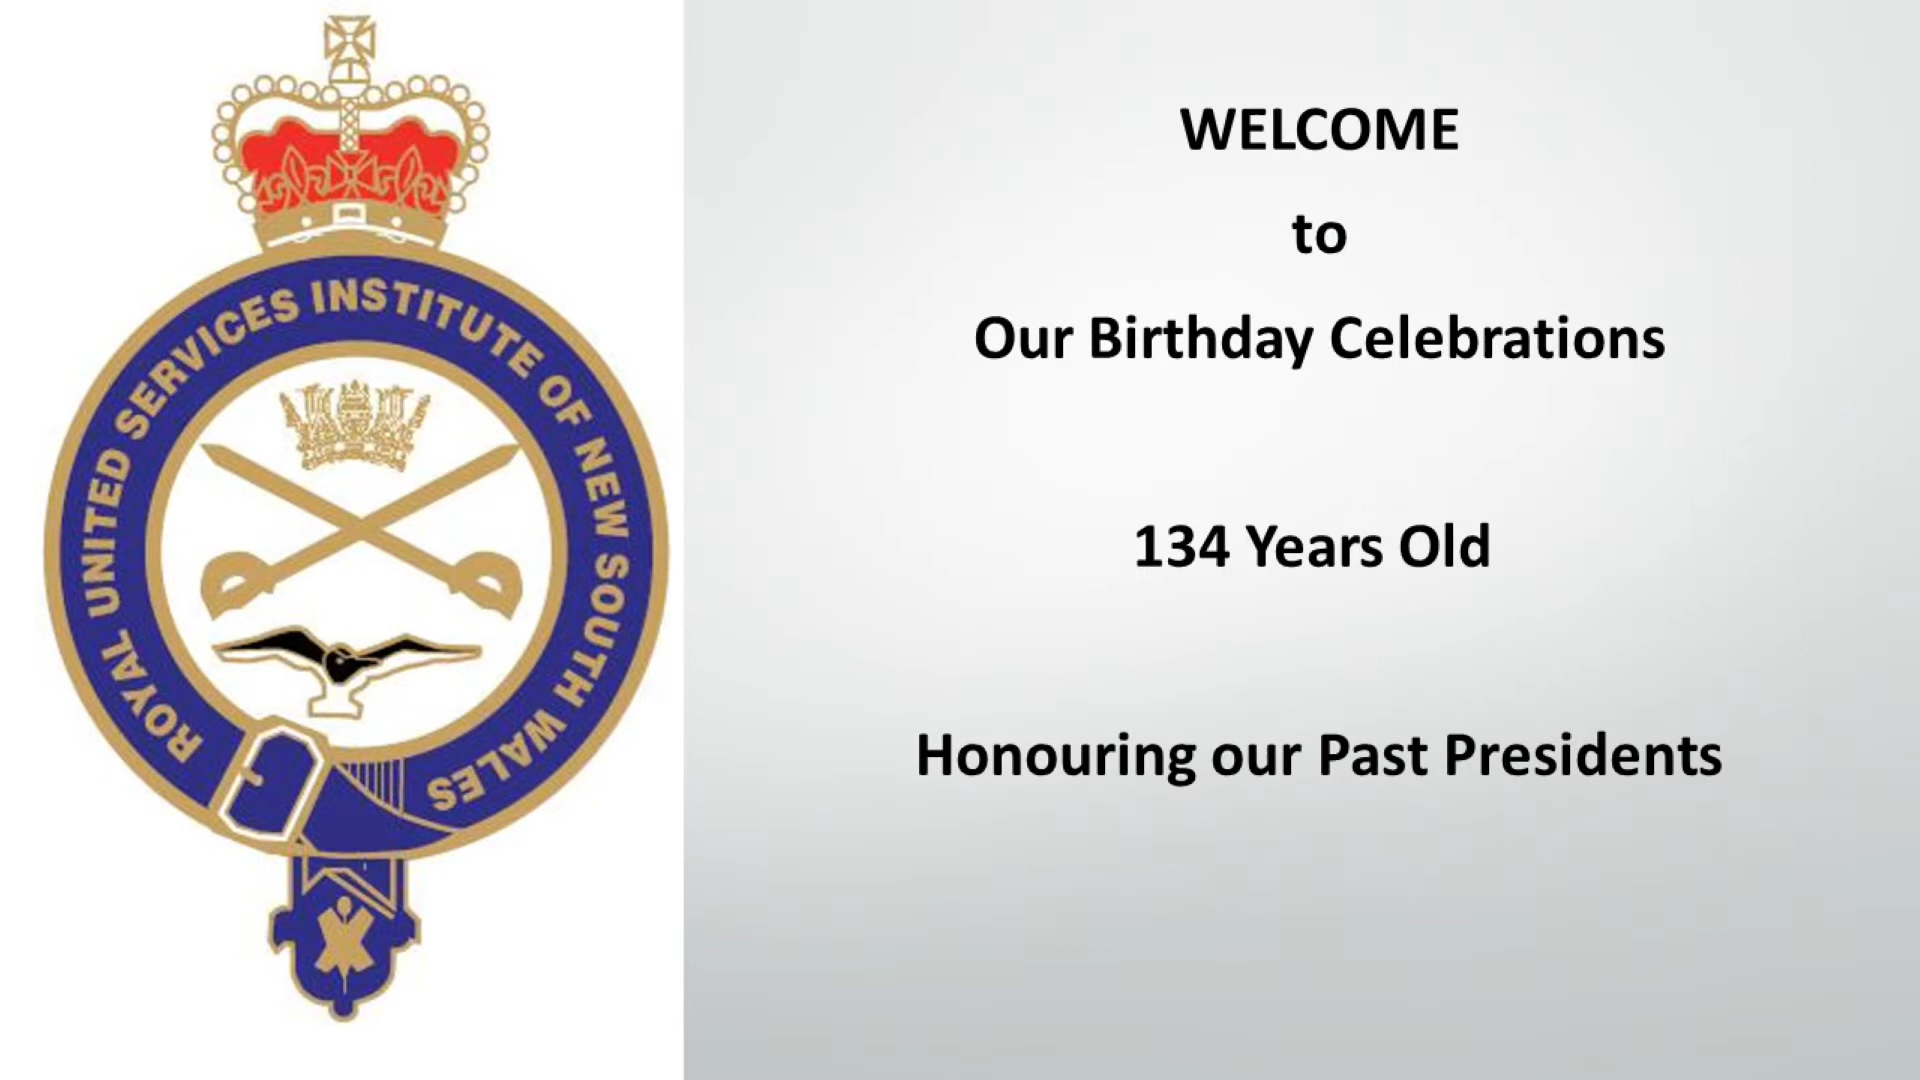 ROYAL UNITED SERVICES INSTITUTE OF NEW SOUTH WALES
WELCOME
to
Our Birthday Celebrations
134 Years Old
Honouring our Past Presidents